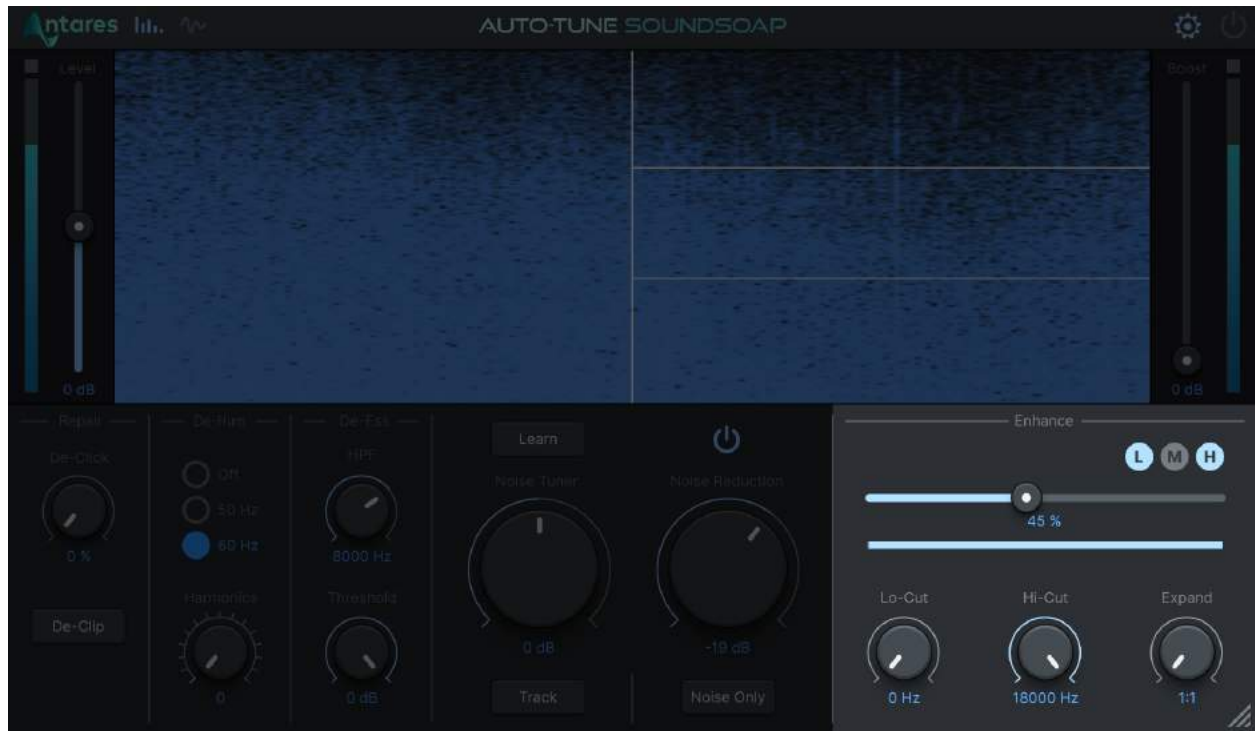 Antares
AUTO-TUNE SOUNDSOAP
Level
Boost
0 dB
0 dB
Repair
De-Hum
De-Ess
Enhance
De-Click
0 %
De-Clip
Off
50 Hz
60 Hz
Harmonics
0
HPF
8000 Hz
Threshold
0 dB
Learn
Noise Tuner
0 dB
Track
Noise Reduction
-19 dB
Noise Only
L M H
45 %
Lo-Cut Hi-Cut Expand
0 Hz 18000 Hz 1:1